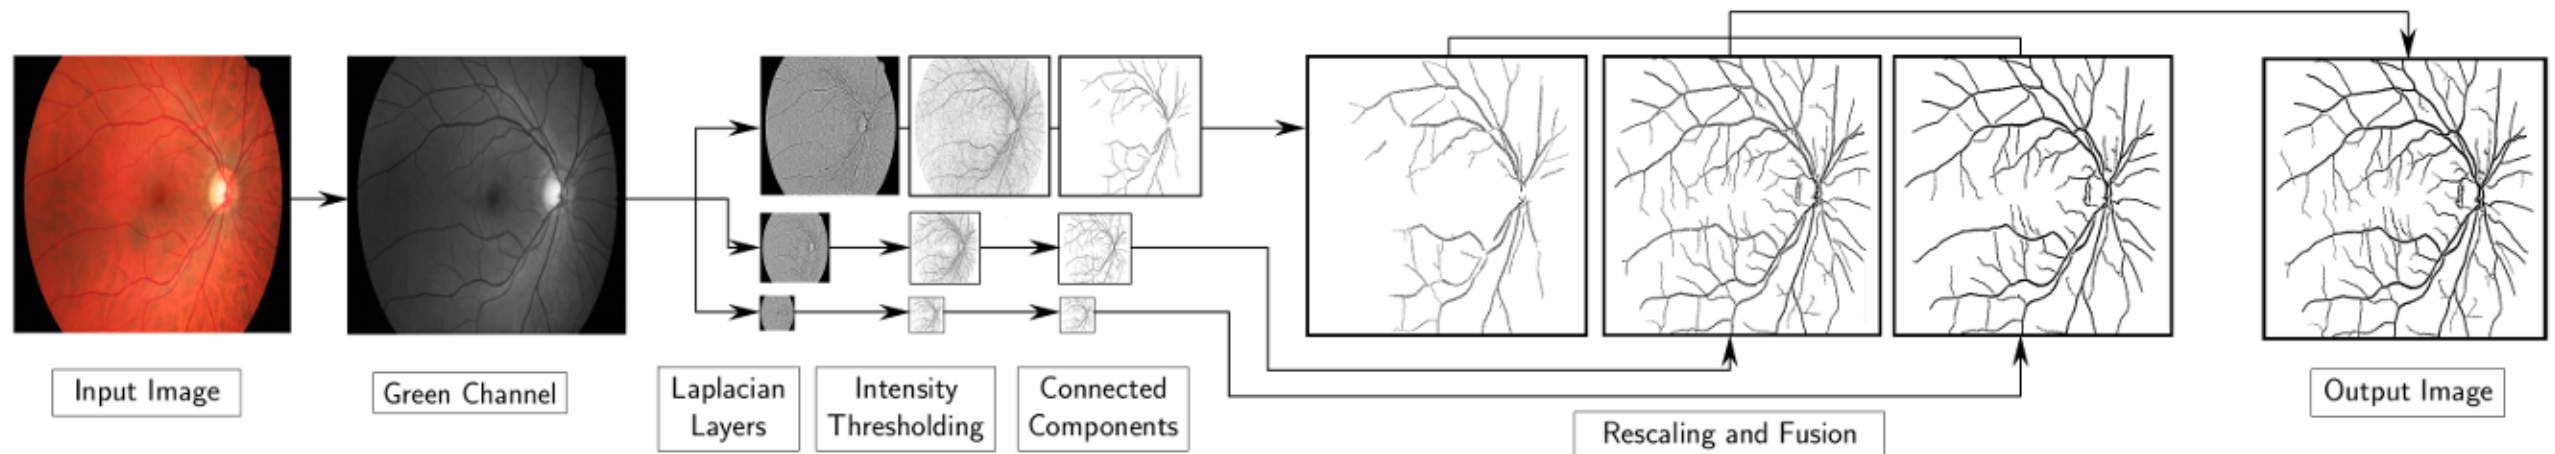 Input Image
Green Channel
Laplacian
Layers
Intensity
Thresholding
Connected
Components
Rescaling and Fusion
Output Image